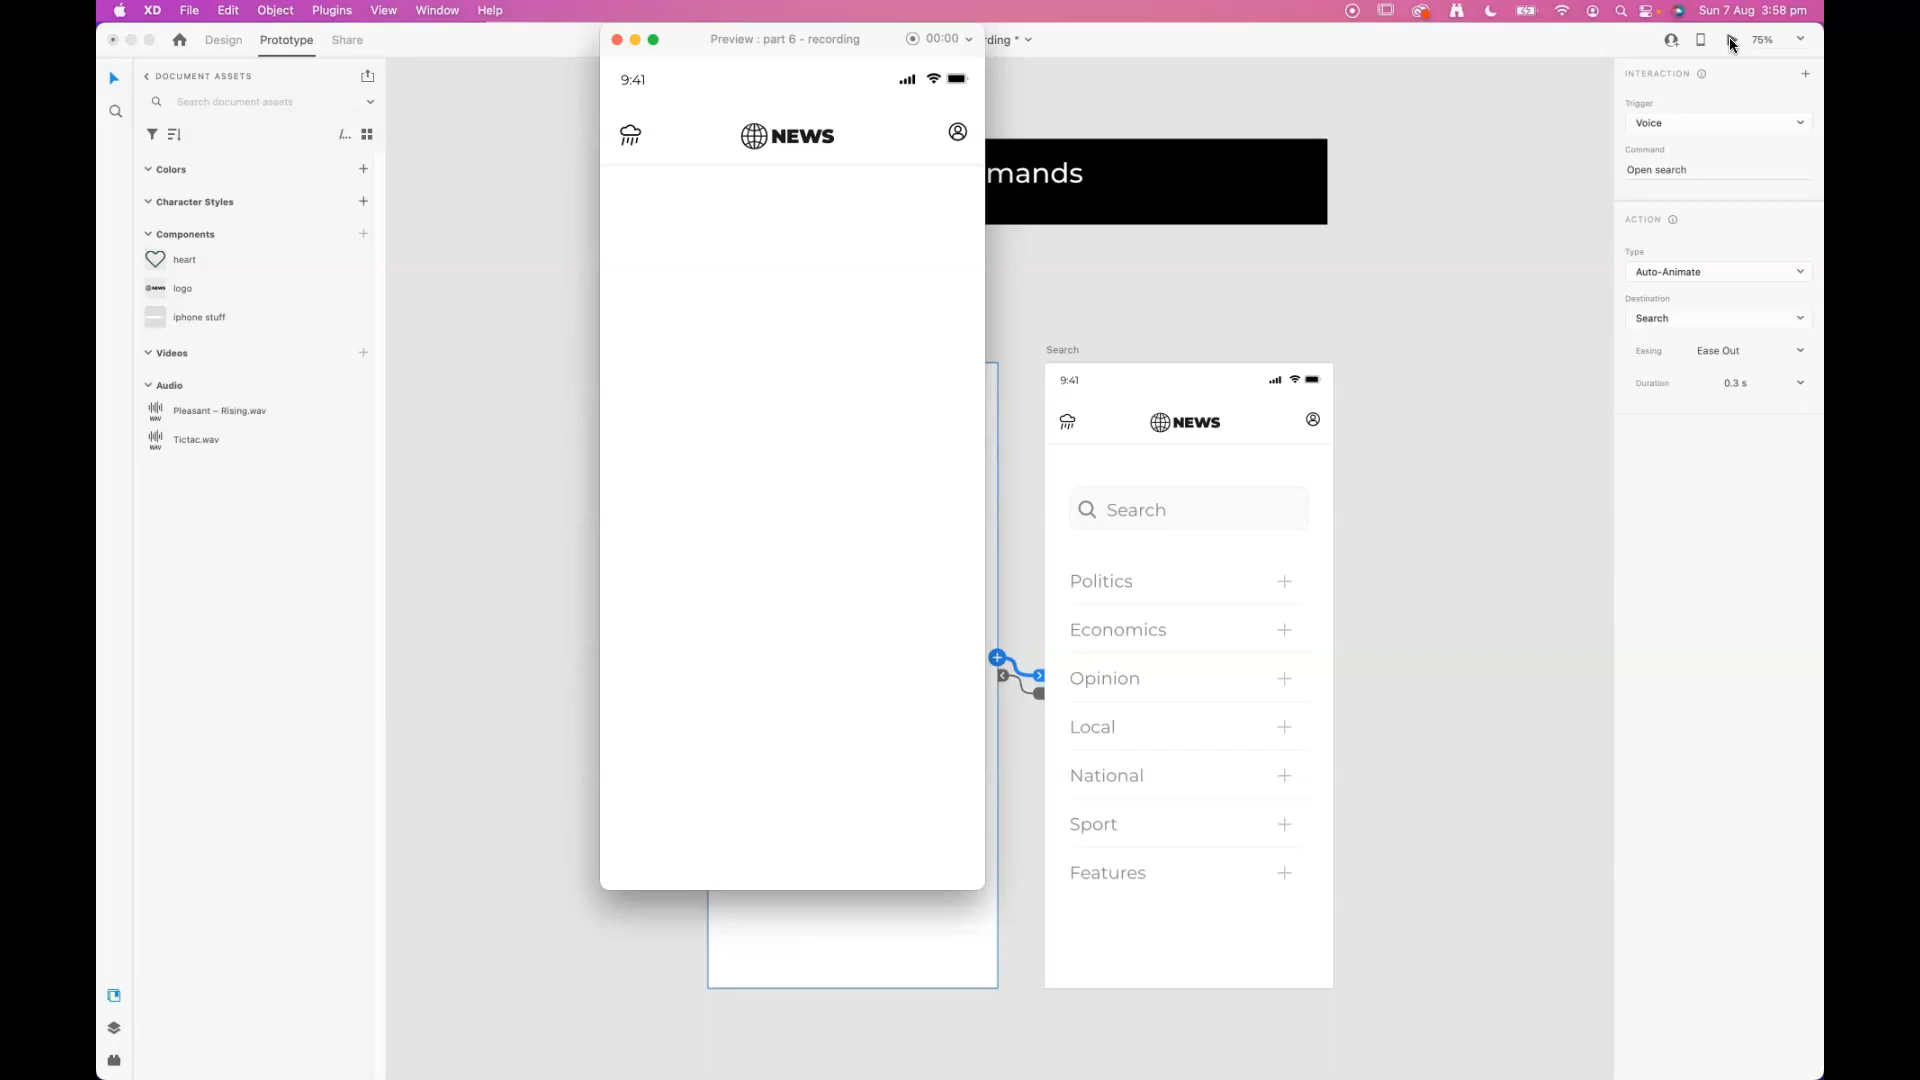 XD File Edit Object Plugins View Window Help
Sun 7 Aug 3:58 pm
Design Prototype Share
Preview : part 6 - recording
00:00
rding *
75%
DOCUMENT ASSETS
Search document assets
/...
Colors
Character Styles
Components
heart
NEWS
logo
iphone stuff
Videos
Audio
WAV
Pleasant – Rising.wav
WAV
Tictac.wav
9:41
NEWS
mands
Search
9:41
NEWS
Search
Politics
Economics
Opinion
Local
National
Sport
Features
INTERACTION
Trigger
Voice
Command
Open search
ACTION
Type
Auto-Animate
Destination
Search
Easing Ease Out
Duration 0.3 s